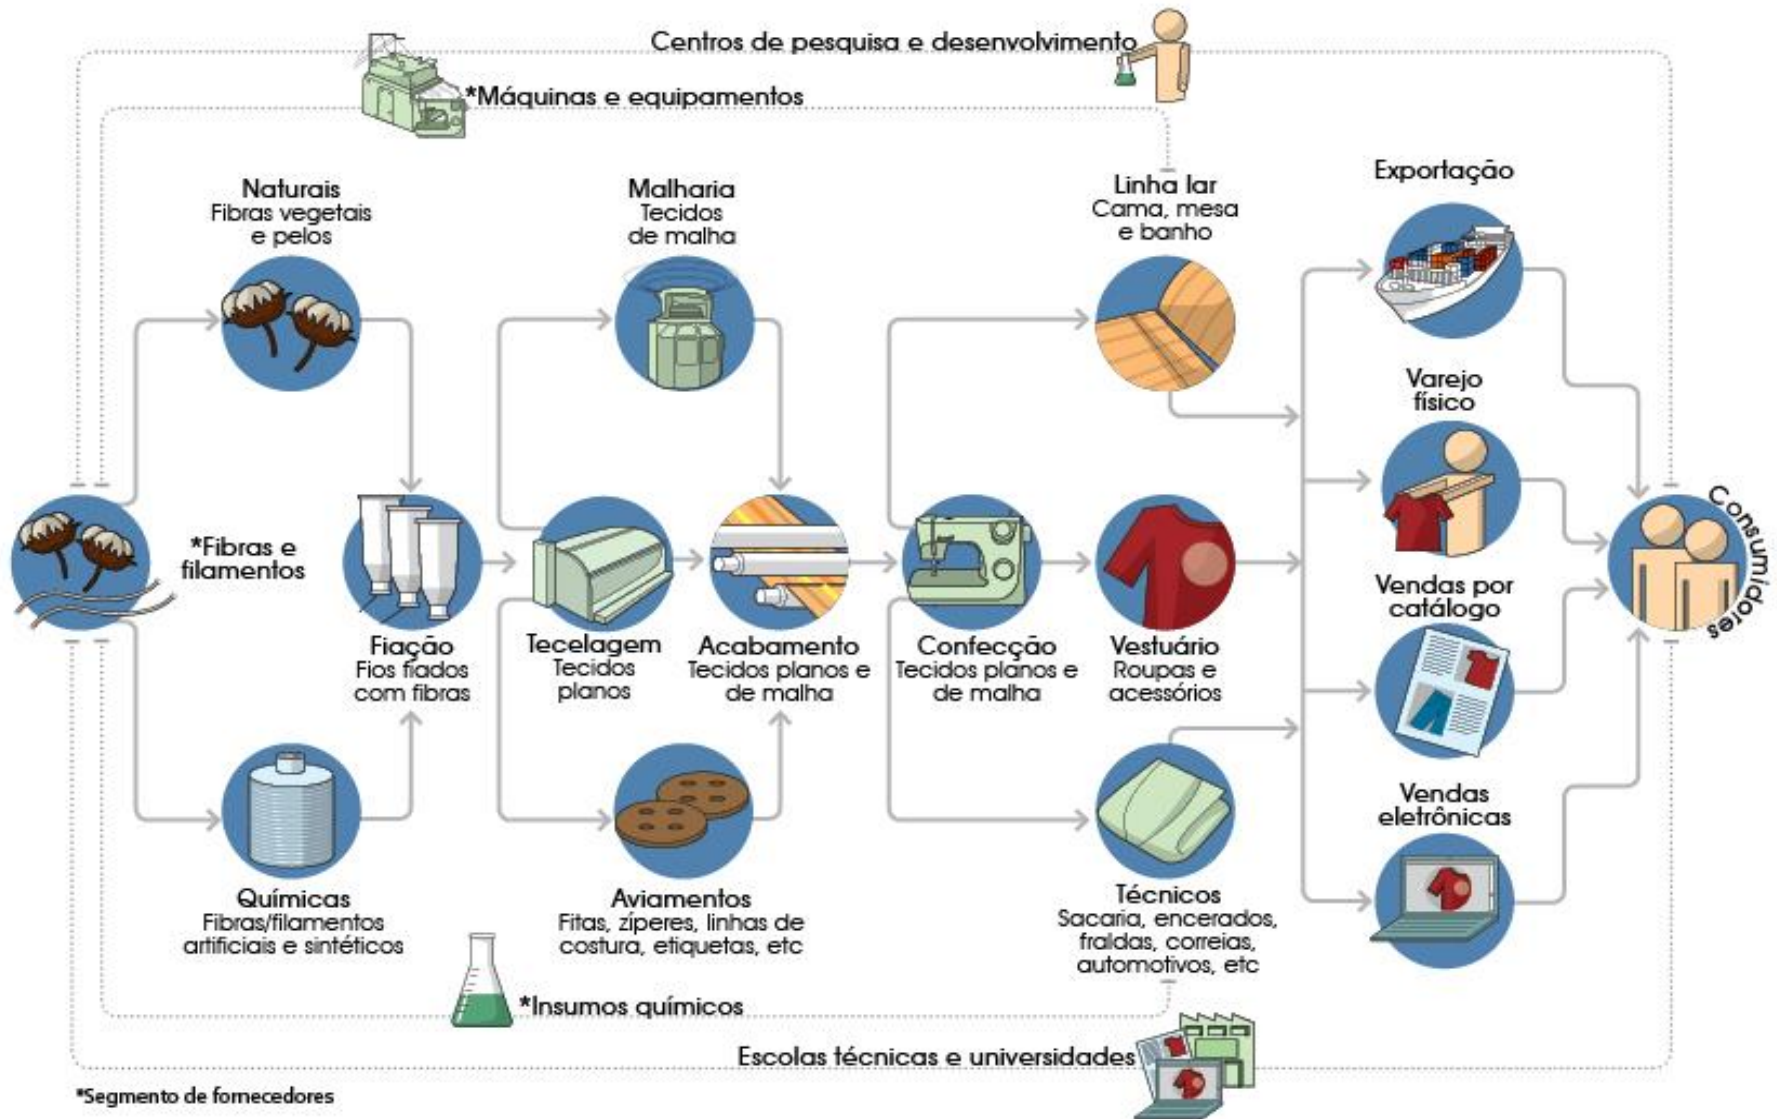 Centros de pesquisa e desenvolvimento
*Máquinas e equipamentos
Naturais
Fibras vegetais
e pelos
Malharia
Tecidos
de malha
Linha lar
Cama, mesa
e banho
Exportação
Varejo
físico
*Fibras e
filamentos
Fiação
Fios fiados
com fibras
Tecelagem
Tecidos
planos
Acabamento
Tecidos planos e
de malha
Confecção
Tecidos planos e
de malha
Vestuário
Roupas e
acessórios
Vendas por
catálogo
Consumidores
Químicas
Fibras/filamentos
artificiais e sintéticos
Aviamentos
Fitas, zíperes, linhas de
costura, etiquetas, etc
Técnicos
Sacaria, encerados,
fraldas, correias,
automotivos, etc
Vendas
eletrônicas
*Insumos químicos
Escolas técnicas e universidades
*Segmento de fornecedores